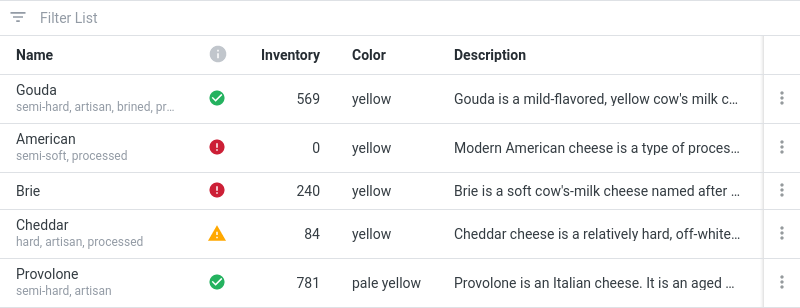 Filter List
Name Inventory Color Description
Gouda
semi-hard, artisan, brined, pr...
569 yellow Gouda is a mild-flavored, yellow cow's milk c...
American
semi-soft, processed
0 yellow Modern American cheese is a type of proces...
Brie 240 yellow Brie is a soft cow's-milk cheese named after ...
Cheddar
hard, artisan, processed
84 yellow Cheddar cheese is a relatively hard, off-white...
Provolone
semi-hard, artisan
781 pale yellow Provolone is an Italian cheese. It is an aged ...